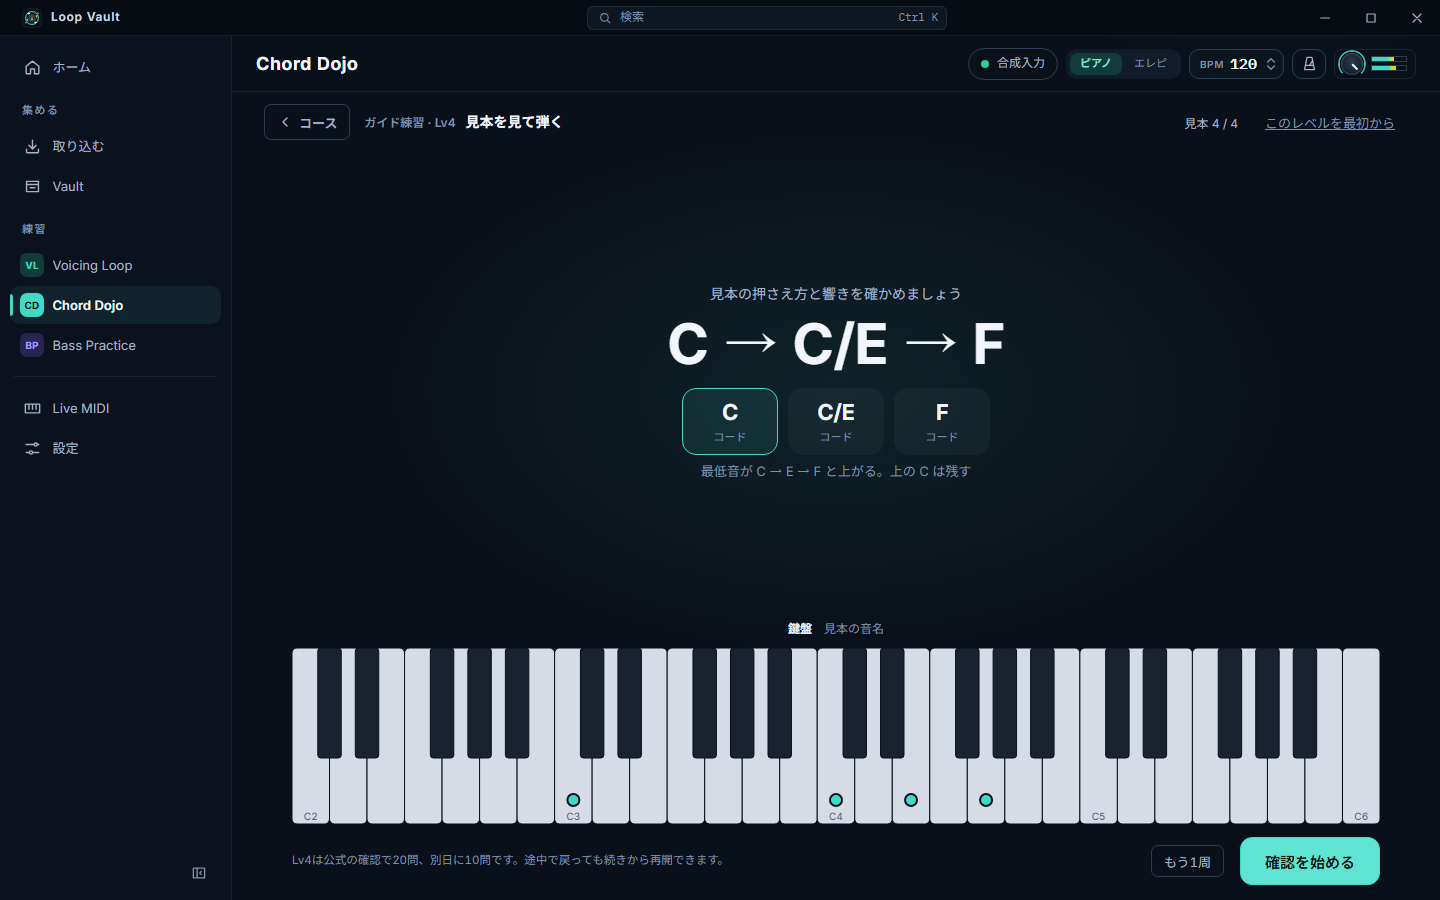 Loop Vault
検索
Ctrl K
ホーム
集める
取り込む
Vault
練習
VL Voicing Loop
CD Chord Dojo
BP Bass Practice
Live MIDI
設定
Chord Dojo
合成入力
ピアノ エレピ
BPM 120
コース
ガイド練習 · Lv4 見本を見て弾く
見本 4 / 4
このレベルを最初から
見本の押さえ方と響きを確かめましょう
C → C/E → F
C
コード
C/E
コード
F
コード
最低音が C → E → F と上がる。上の C は残す
鍵盤 見本の音名
C2 C3 C4 C5 C6
Lv4は公式の確認で20問、別日に10問です。途中で戻っても続きから再開できます。
もう1周
確認を始める